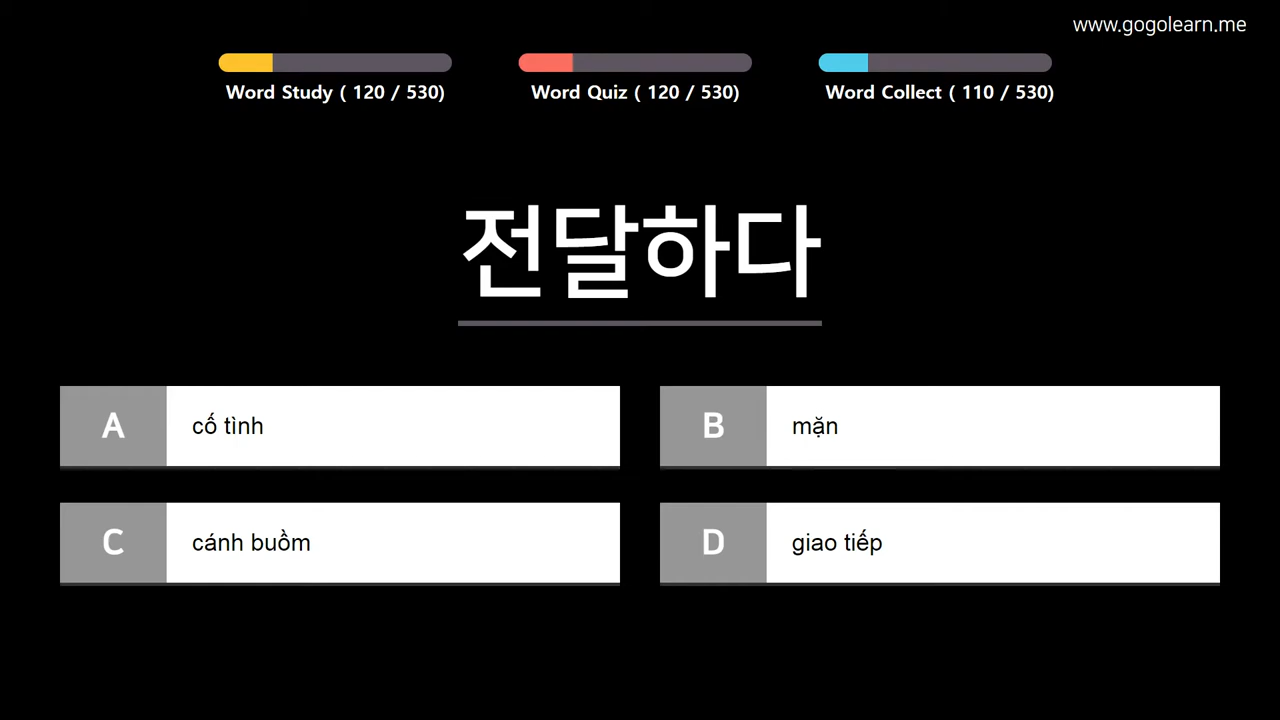 www.gogolearn.me
Word Study ( 120 / 530)
Word Quiz ( 120 / 530)
Word Collect ( 110 / 530)
전달하다
A
cố tình
B
mặn
C
cánh buồm
D
giao tiếp